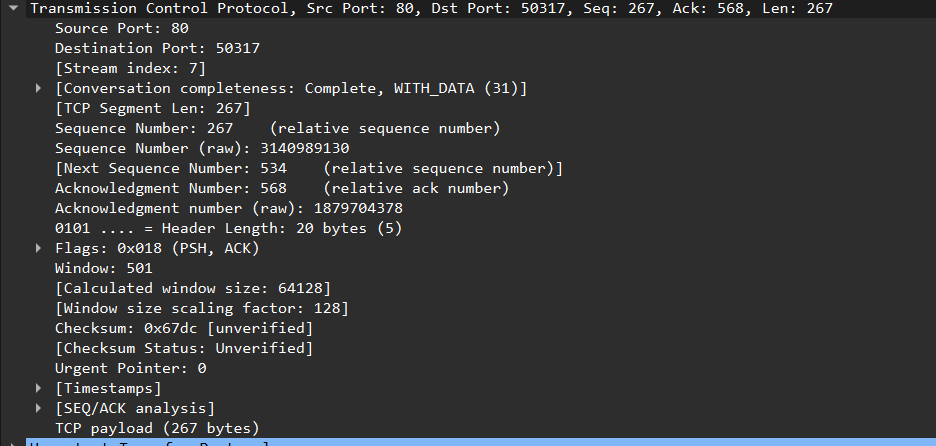 Transmission Control Protocol, Src Port: 80, Dst Port: 50317, Seq: 267, Ack: 568, Len: 267
Source Port: 80
Destination Port: 50317
[Stream index: 7]
[Conversation completeness: Complete, WITH_DATA (31)]
[TCP Segment Len: 267]
Sequence Number: 267    (relative sequence number)
Sequence Number (raw): 3140989130
[Next Sequence Number: 534    (relative sequence number)]
Acknowledgment Number: 568    (relative ack number)
Acknowledgment number (raw): 1879704378
0101 .... = Header Length: 20 bytes (5)
Flags: 0x018 (PSH, ACK)
Window: 501
[Calculated window size: 64128]
[Window size scaling factor: 128]
Checksum: 0x67dc [unverified]
[Checksum Status: Unverified]
Urgent Pointer: 0
[Timestamps]
[SEQ/ACK analysis]
TCP payload (267 bytes)